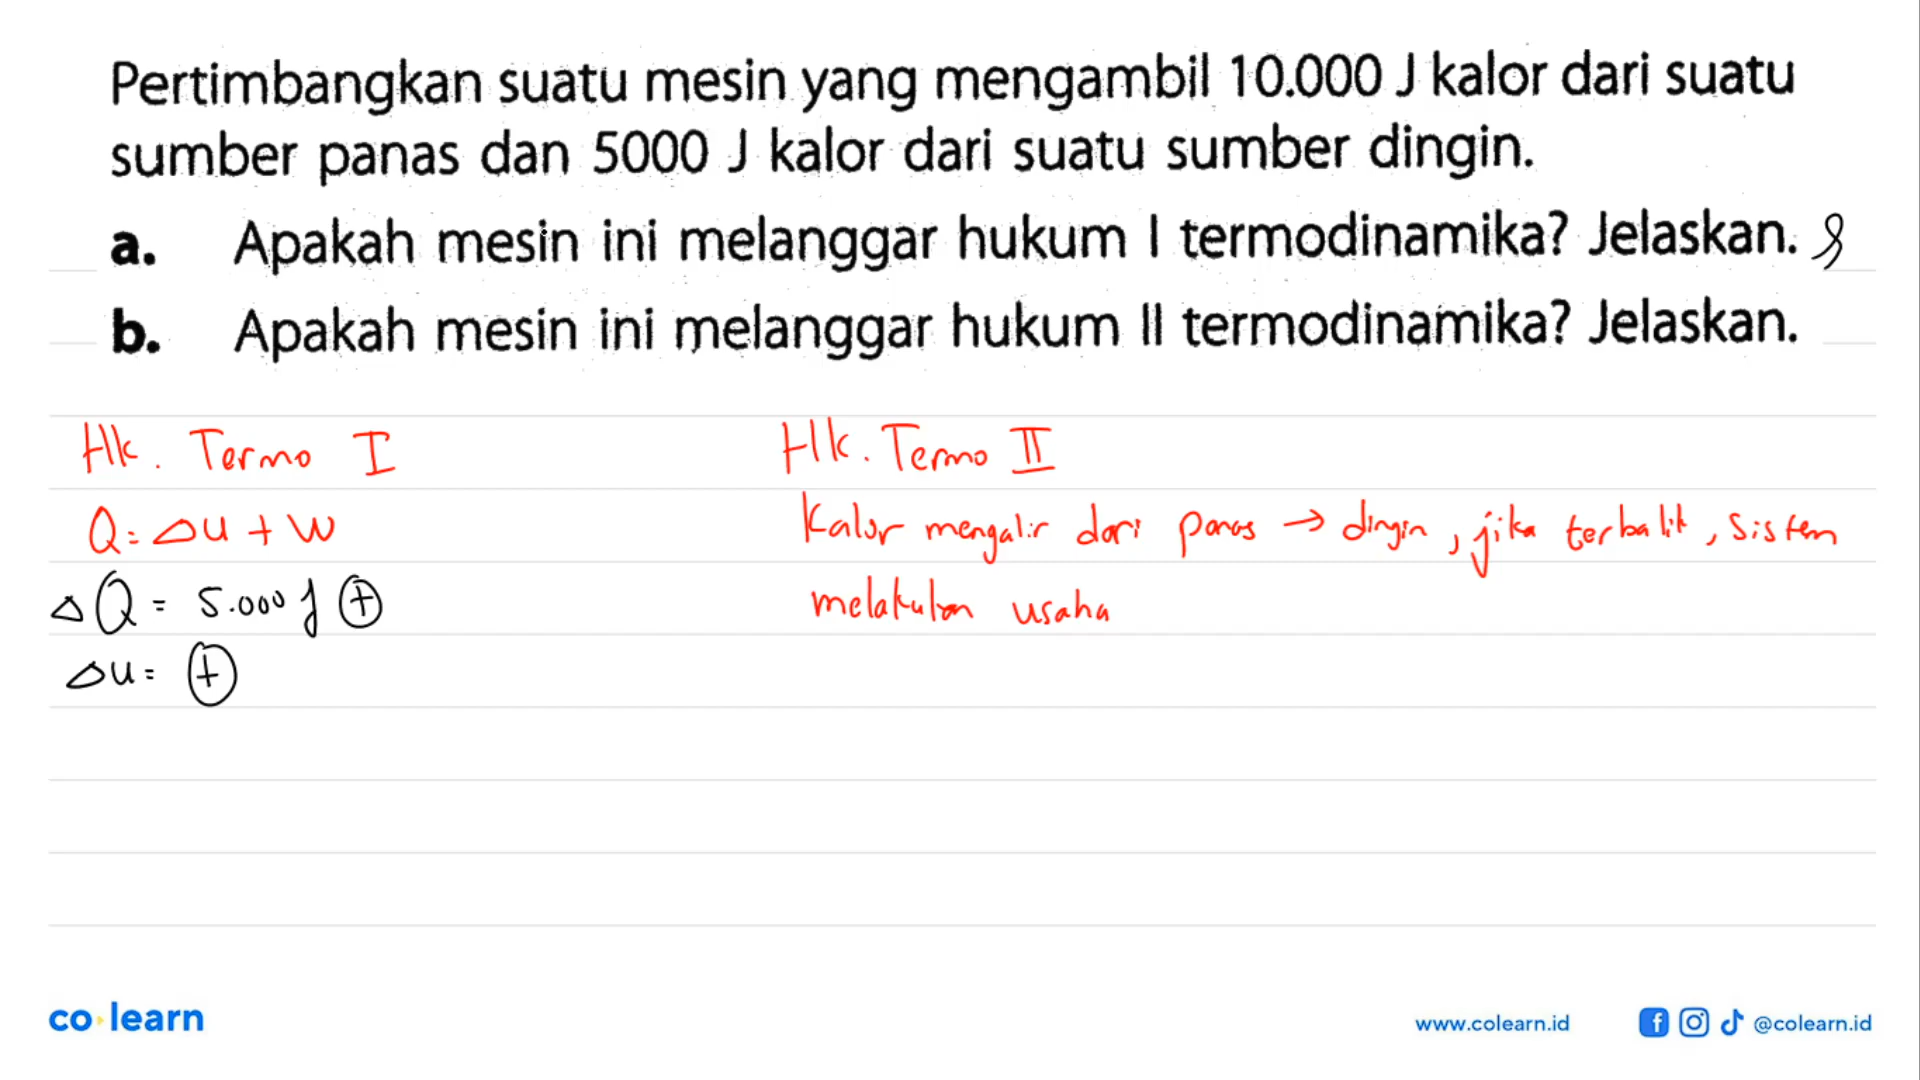 Pertimbangkan suatu mesin yang mengambil 10.000 J kalor dari suatu
sumber panas dan 5000 J kalor dari suatu sumber dingin.
a. Apakah mesin ini melanggar hukum I termodinamika? Jelaskan.
b. Apakah mesin ini melanggar hukum II termodinamika? Jelaskan.
Hk. Termo I
Q = ΔU + W
ΔQ = 5.000 J (+)
ΔU = (+)
Hk. Termo II
Kalor mengalir dari panas → dingin, jika terbalik, sistem
melakukan usaha
co learn
www.colearn.id
@colearn.id